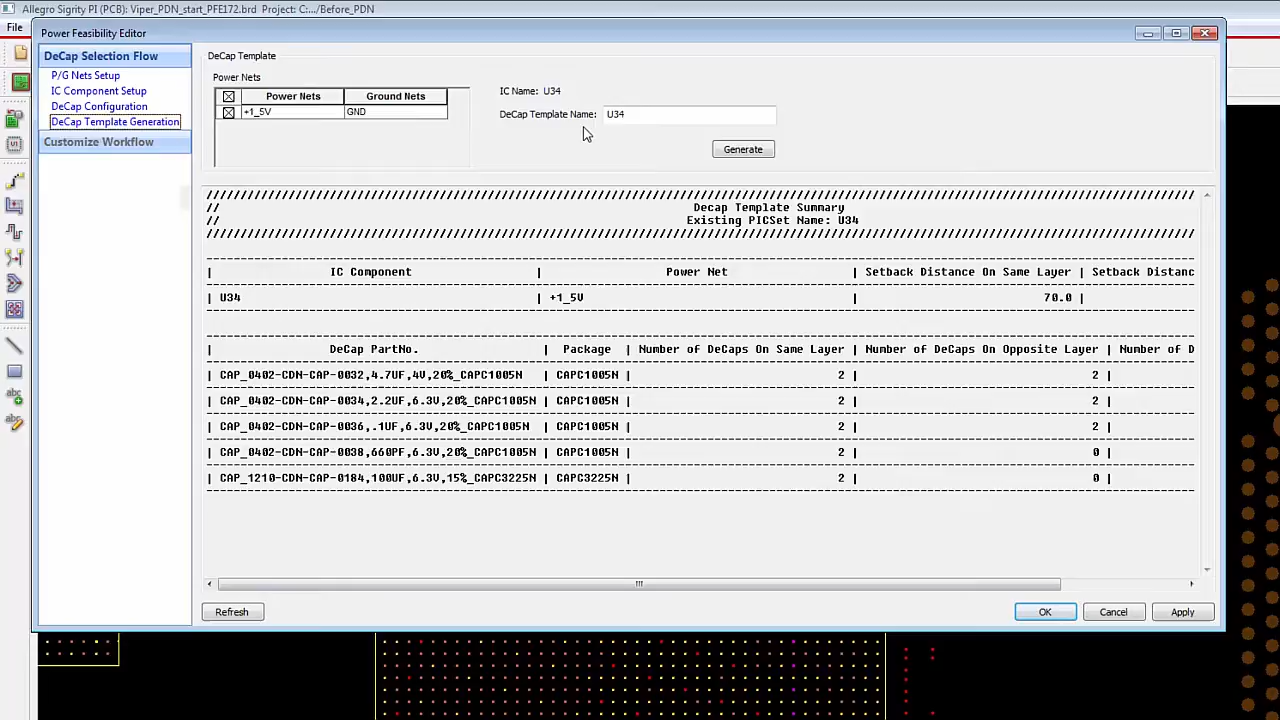 Allegro Sigrity PI (PCB): Viper_PDN_start_PFE172.brd  Project: C:.../Before_PDN
File
Power Feasibility Editor
DeCap Selection Flow
P/G Nets Setup
IC Component Setup
DeCap Configuration
DeCap Template Generation
Customize Workflow
DeCap Template
Power Nets
Power Nets Ground Nets
+1_5V GND
IC Name: U34
DeCap Template Name: U34
Generate
////////////////////////////////////////////////////////////////////////////////
// Decap Template Summary
// Existing PICSet Name: U34
////////////////////////////////////////////////////////////////////////////////
| IC Component | Power Net | Setback Distance On Same Layer | Setback Distanc
| U34 | +1_5V | 70.0 |
| DeCap PartNo. | Package | Number of DeCaps On Same Layer | Number of DeCaps On Opposite Layer | Number of D
| CAP_0402-CDN-CAP-0032,4.7UF,4V,20%_CAPC1005N | CAPC1005N | 2 | 2 |
| CAP_0402-CDN-CAP-0034,2.2UF,6.3V,20%_CAPC1005N | CAPC1005N | 2 | 2 |
| CAP_0402-CDN-CAP-0036,.1UF,6.3V,20%_CAPC1005N | CAPC1005N | 2 | 2 |
| CAP_0402-CDN-CAP-0038,660PF,6.3V,20%_CAPC1005N | CAPC1005N | 2 | 0 |
| CAP_1210-CDN-CAP-0184,100UF,6.3V,15%_CAPC3225N | CAPC3225N | 2 | 0 |
Refresh
OK
Cancel
Apply